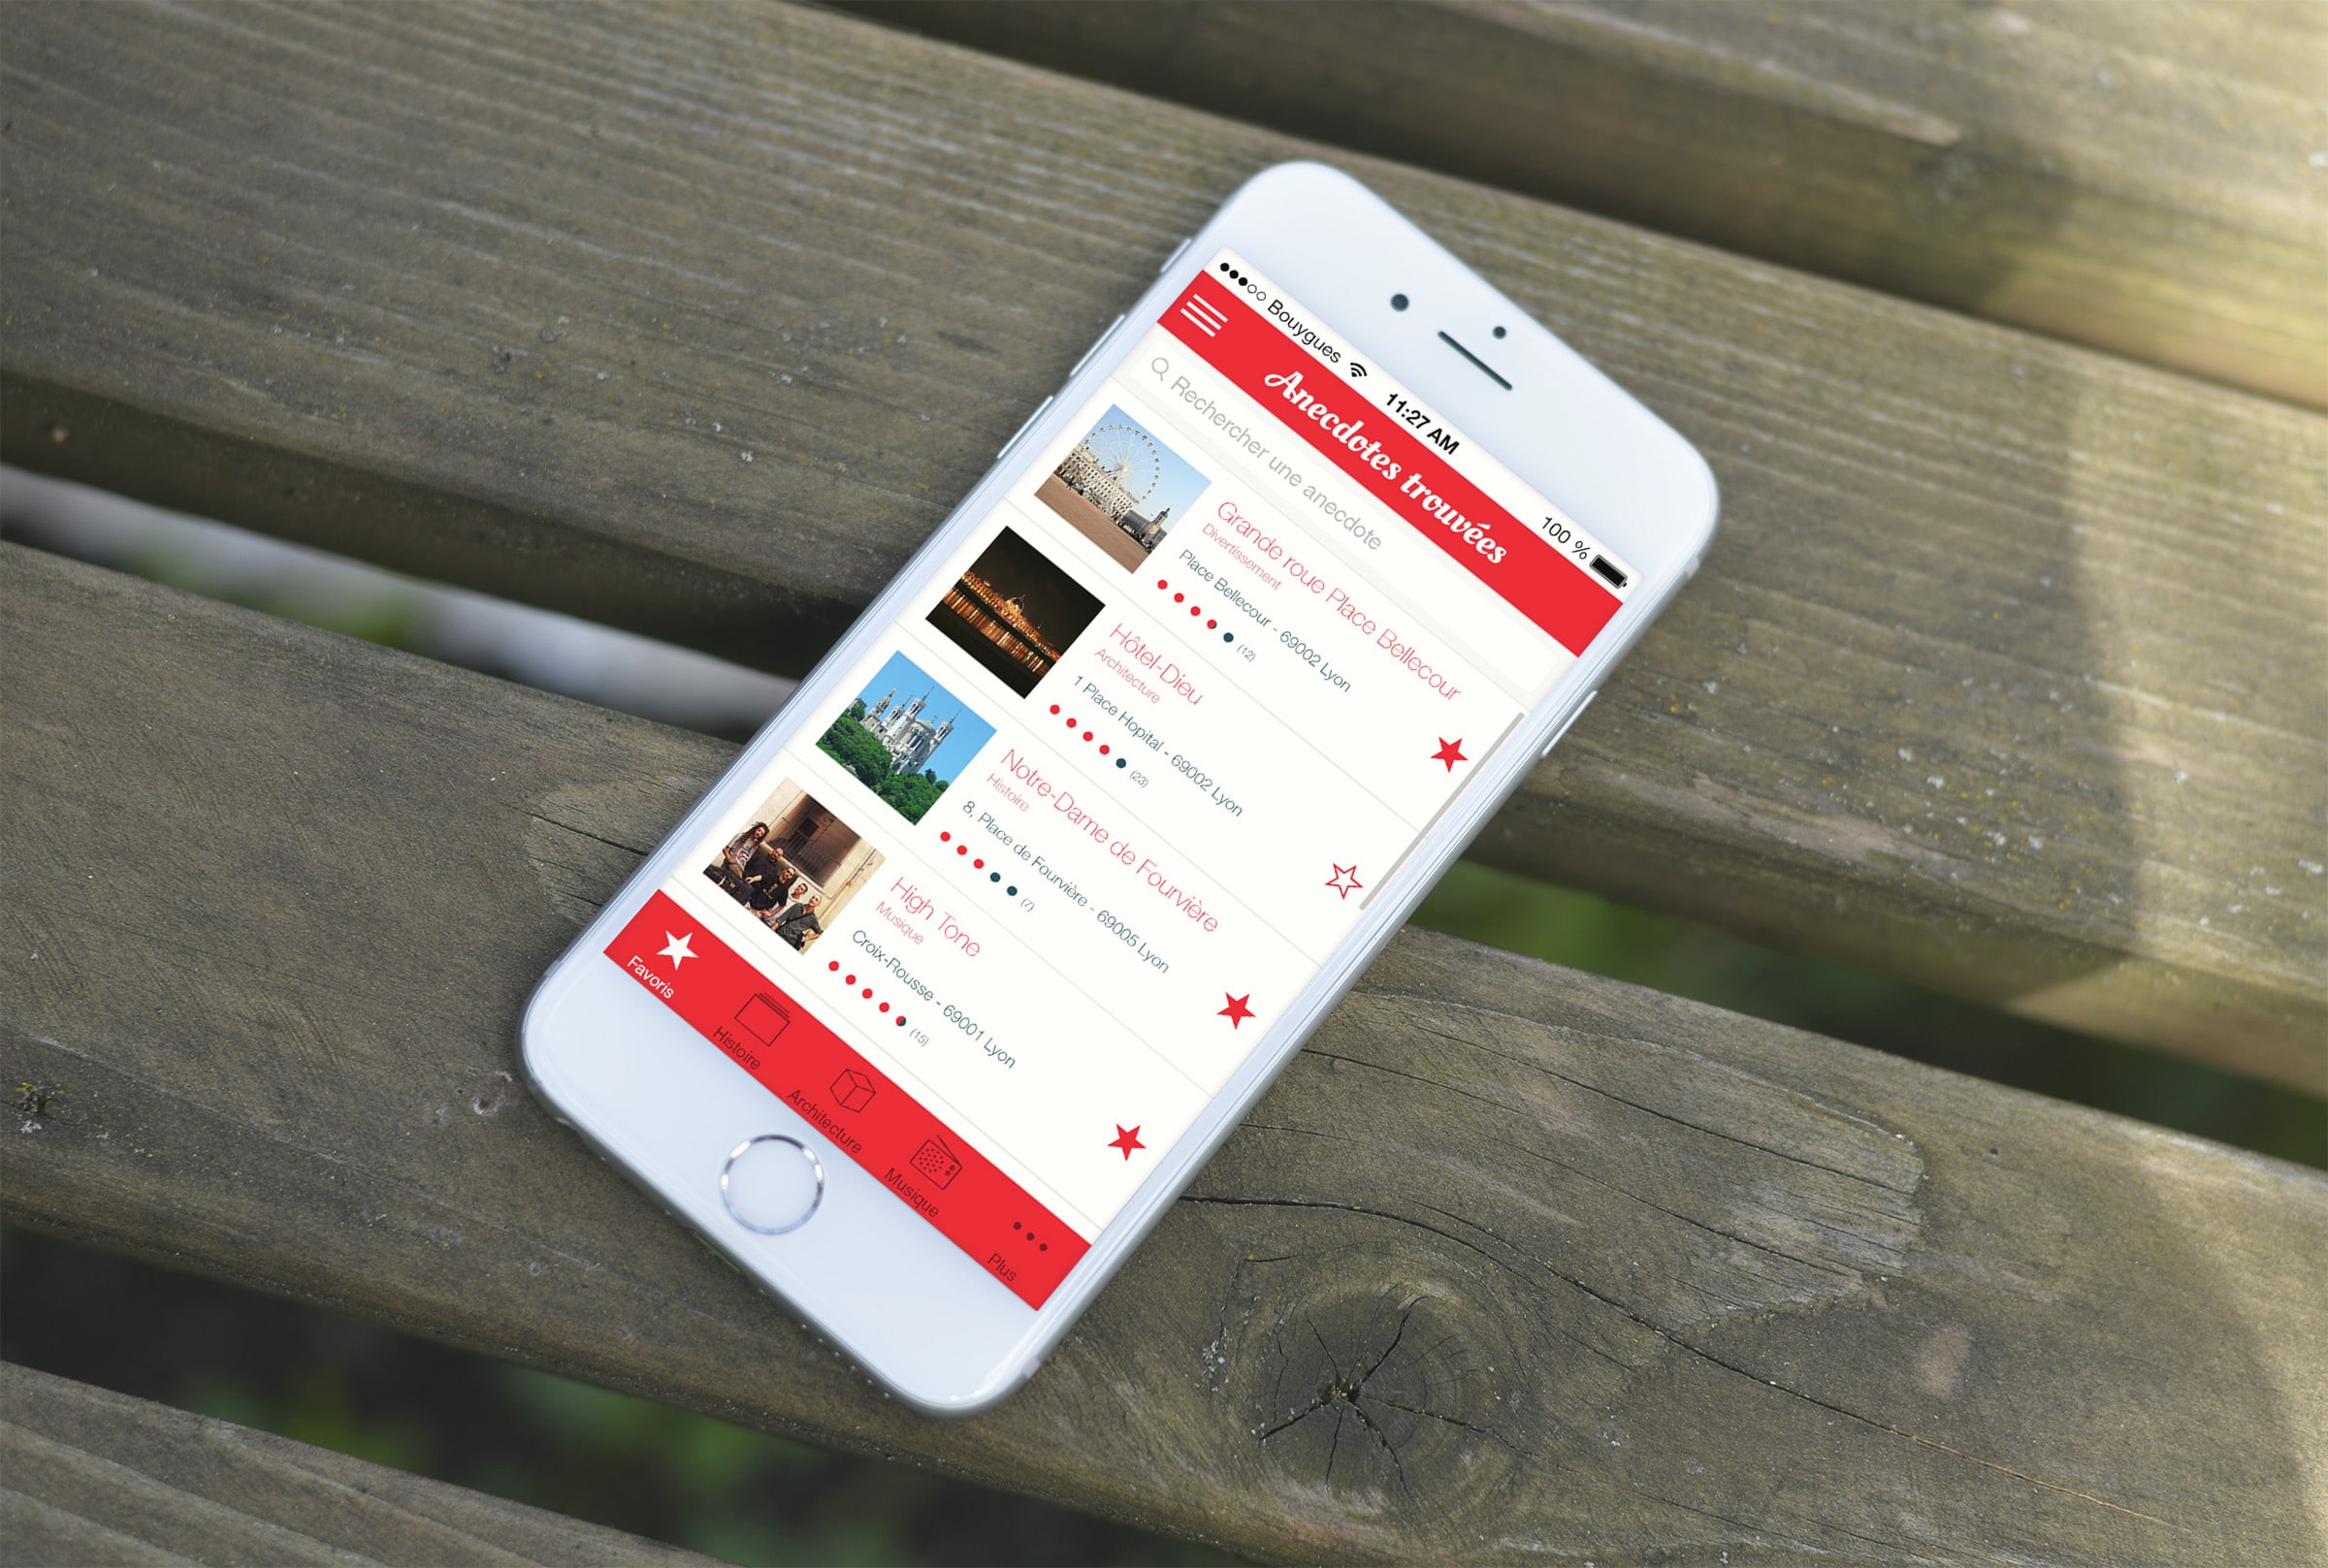 Bouygues 11:27 AM 100 %
Anecdotes trouvées
Rechercher une anecdote
Grande roue Place Bellecour
Divertissement
Place Bellecour - 69002 Lyon
(12)
Hôtel-Dieu
Architecture
1 Place Hopital - 69002 Lyon
(23)
Notre-Dame de Fourvière
Histoire
8, Place de Fourvière - 69005 Lyon
(7)
High Tone
Musique
Croix-Rousse - 69001 Lyon
(15)
Favoris Histoire Architecture Musique Plus